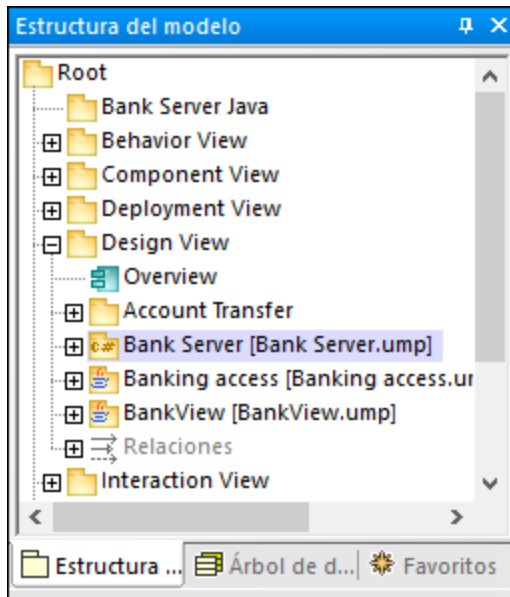 Estructura del modelo
Root
Bank Server Java
Behavior View
Component View
Deployment View
Design View
Overview
Account Transfer
c# Bank Server [Bank Server.ump]
Banking access [Banking access.ur
BankView [BankView.ump]
Relaciones
Interaction View
Estructura ... Árbol de d... Favoritos